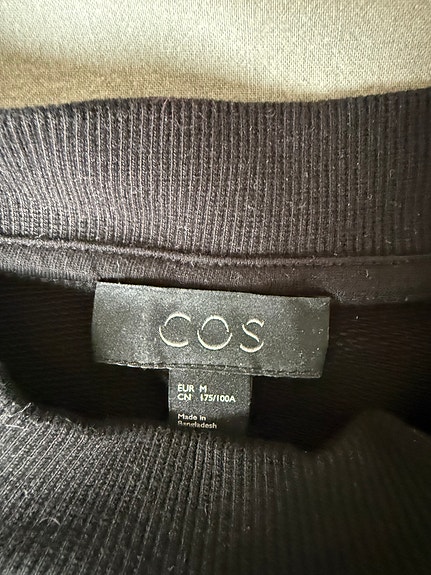 COS
EUR M
CN 175/100A
Made in
Bangladesh